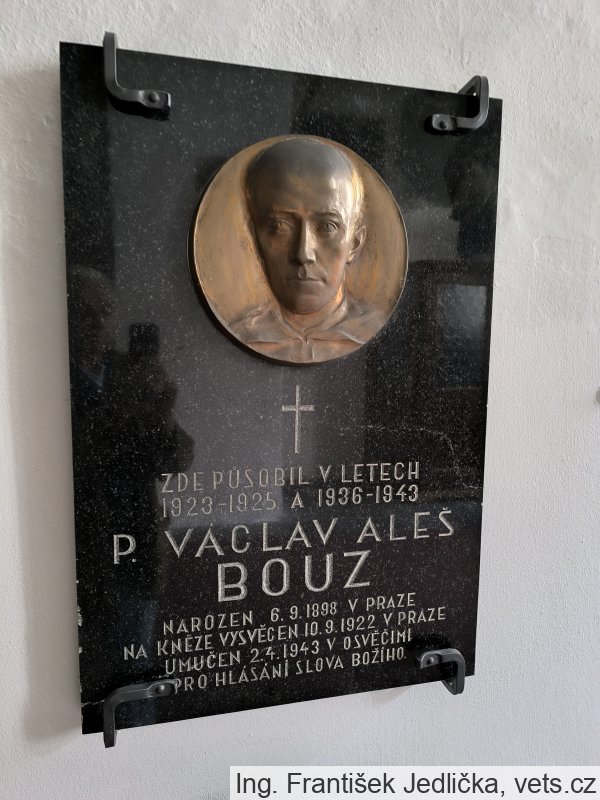 ZDE PŮSOBIL V LETECH
1923-1925 A 1936-1943
P. VÁCLAV ALEŠ
BOUZ
NAROZEN 6.9.1898 V PRAZE
NA KNĚZE VYSVĚCEN 10.9.1922 V PRAZE
UMUČEN 2.4.1943 V OSVĚČIMI
PRO HLÁSÁNÍ SLOVA BOŽÍHO.
Ing. František Jedlička, vets.cz